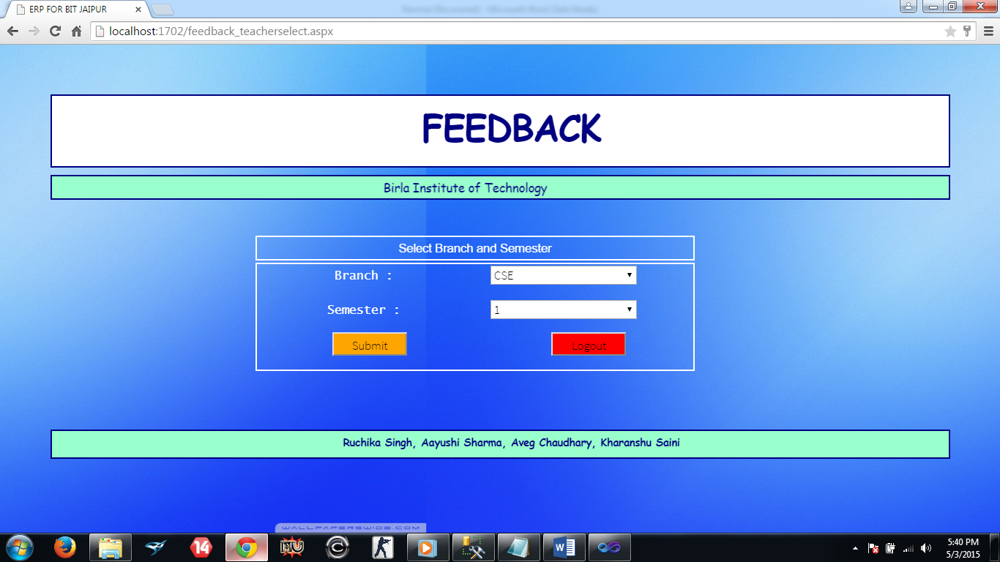 ERP FOR BIT JAIPUR
localhost:1702/feedback_teacherselect.aspx
FEEDBACK
Birla Institute of Technology
Select Branch and Semester
Branch : CSE
Semester : 1
Submit Logout
Ruchika Singh, Aayushi Sharma, Aveg Chaudhary, Kharanshu Saini
WALLPAPERSWIDE.COM
14
MU
5:40 PM
5/3/2015